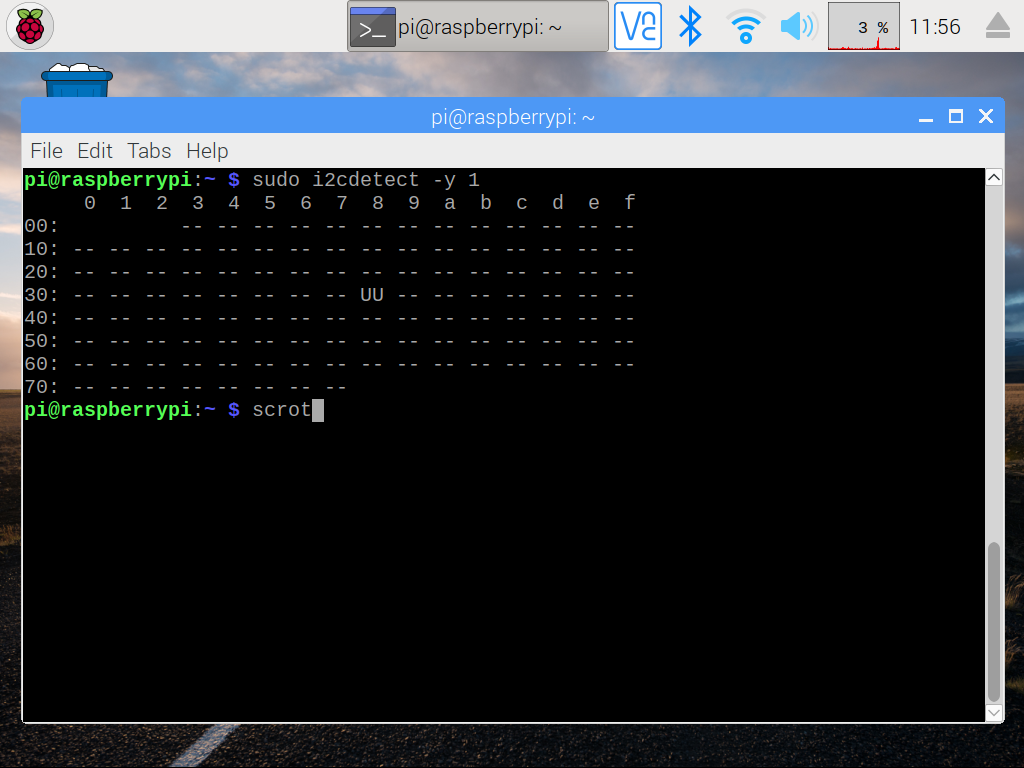 pi@raspberrypi: ~ VNC 3 % 11:56
pi@raspberrypi: ~
File Edit Tabs Help
pi@raspberrypi:~ $ sudo i2cdetect -y 1
     0  1  2  3  4  5  6  7  8  9  a  b  c  d  e  f
00:          -- -- -- -- -- -- -- -- -- -- -- -- --
10: -- -- -- -- -- -- -- -- -- -- -- -- -- -- -- --
20: -- -- -- -- -- -- -- -- -- -- -- -- -- -- -- --
30: -- -- -- -- -- -- -- -- UU -- -- -- -- -- -- --
40: -- -- -- -- -- -- -- -- -- -- -- -- -- -- -- --
50: -- -- -- -- -- -- -- -- -- -- -- -- -- -- -- --
60: -- -- -- -- -- -- -- -- -- -- -- -- -- -- -- --
70: -- -- -- -- -- -- -- --
pi@raspberrypi:~ $ scrot